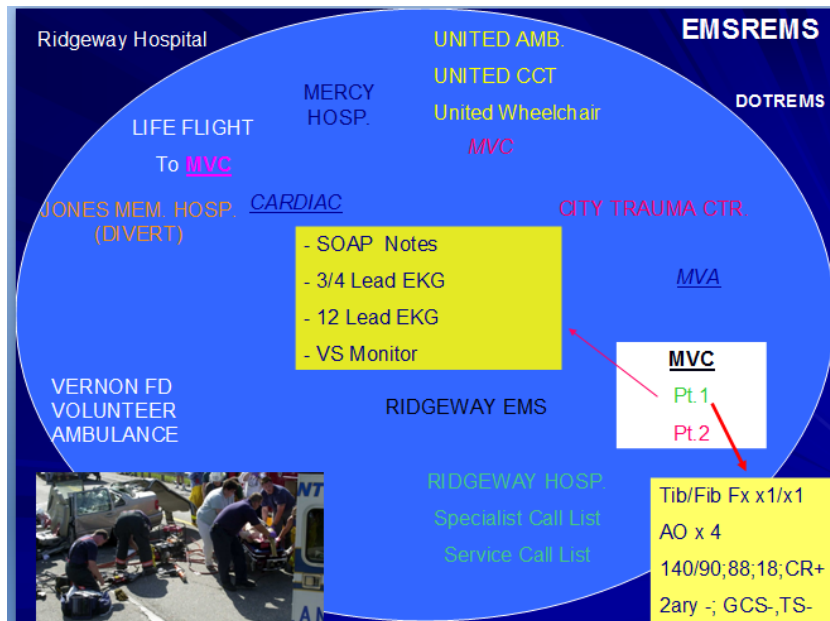 Ridgeway Hospital
UNITED AMB.
EMSREMS
UNITED CCT
MERCY
HOSP.
United Wheelchair
DOTREMS
LIFE FLIGHT
To MVC
MVC
JONES MEM. HOSP.
(DIVERT)
CARDIAC
CITY TRAUMA CTR.
- SOAP Notes
- 3/4 Lead EKG
- 12 Lead EKG
- VS Monitor
MVA
MVC
Pt.1
Pt.2
VERNON FD
VOLUNTEER
AMBULANCE
RIDGEWAY EMS
RIDGEWAY HOSP.
Specialist Call List
Service Call List
Tib/Fib Fx x1/x1
AO x 4
140/90;88;18;CR+
2ary -; GCS-,TS-